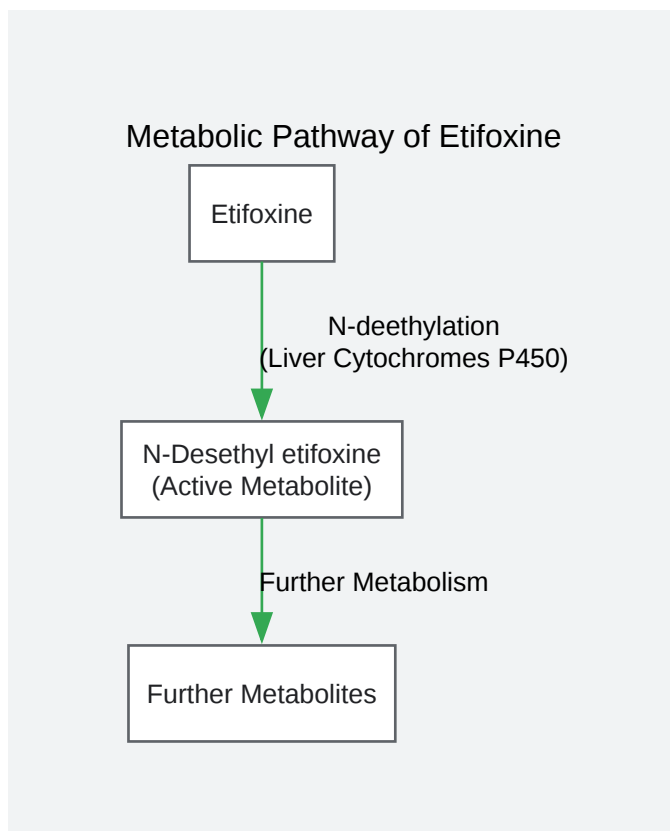 Metabolic Pathway of Etifoxine
Etifoxine
N-deethylation
(Liver Cytochromes P450)
N-Desethyl etifoxine
(Active Metabolite)
Further Metabolism
Further Metabolites